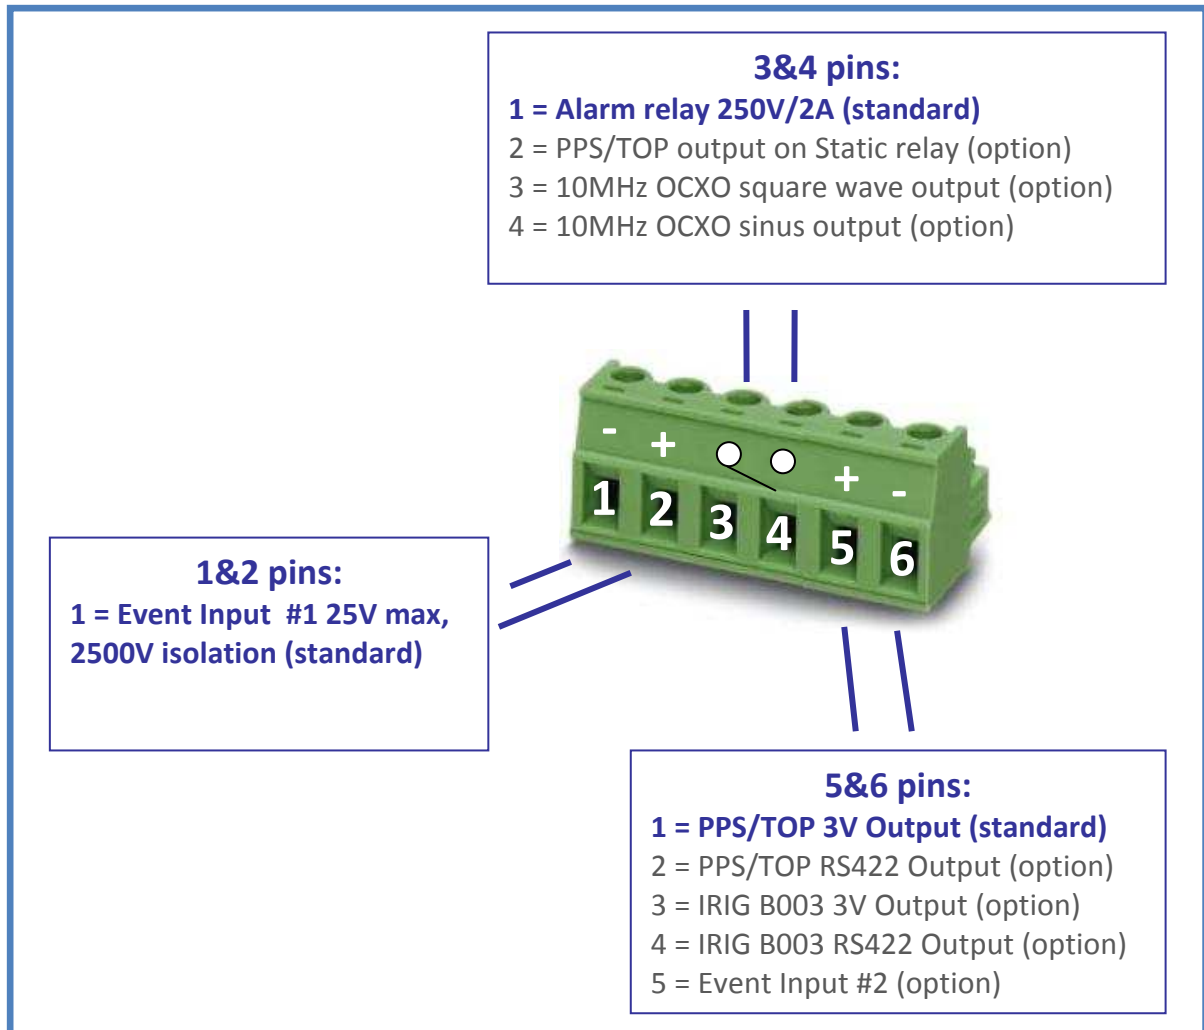 3&4 pins:
1 = Alarm relay 250V/2A (standard)
2 = PPS/TOP output on Static relay (option)
3 = 10MHz OCXO square wave output (option)
4 = 10MHz OCXO sinus output (option)
- + + -
1 2 3 4 5 6
1&2 pins:
1 = Event Input #1 25V max,
2500V isolation (standard)
5&6 pins:
1 = PPS/TOP 3V Output (standard)
2 = PPS/TOP RS422 Output (option)
3 = IRIG B003 3V Output (option)
4 = IRIG B003 RS422 Output (option)
5 = Event Input #2 (option)